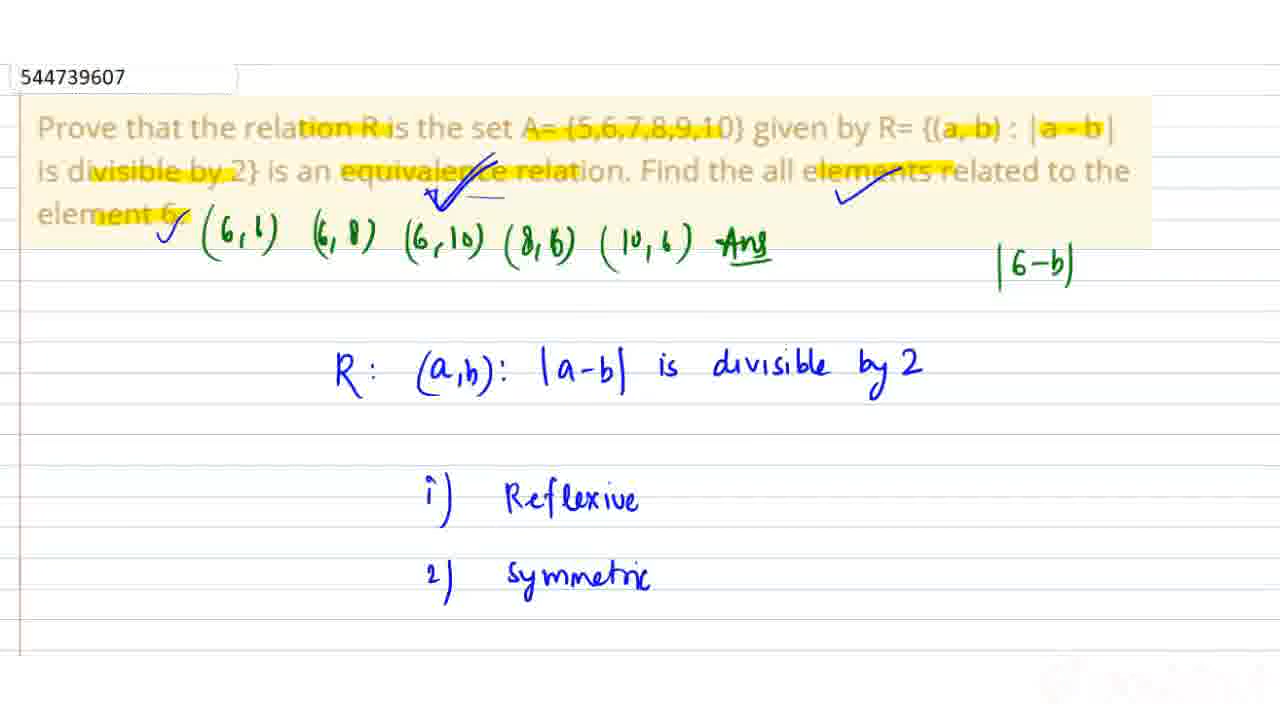 544739607
Prove that the relation R is the set A= {5,6,7,8,9,10} given by R= {(a, b) : |a - b|
is divisible by 2} is an equivalence relation. Find the all elements related to the
element 6.
(6,6) (6,8) (6,10) (8,6) (10,6) Ans
|6-b|
R: (a,b): |a-b| is divisible by 2
i) Reflexive
2) Symmetric